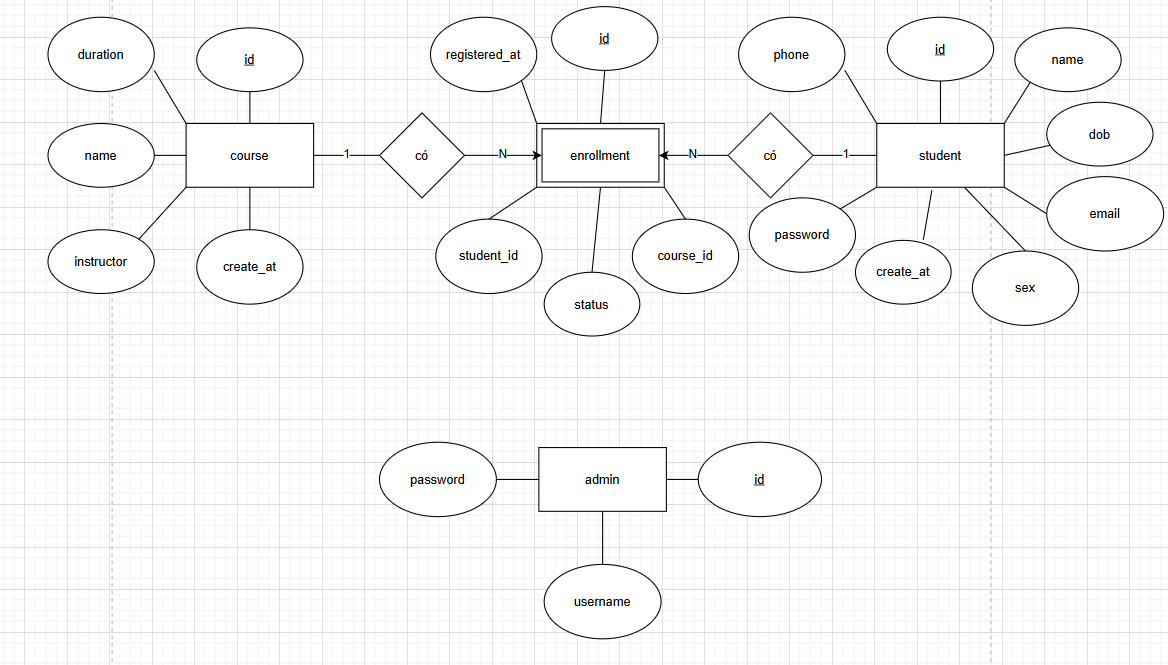 duration
id
registered_at
id
phone
id
name
dob
name
course
1
có
N
enrollment
N
có
1
student
email
password
student_id
course_id
instructor
create_at
create_at
sex
status
password
admin
id
username